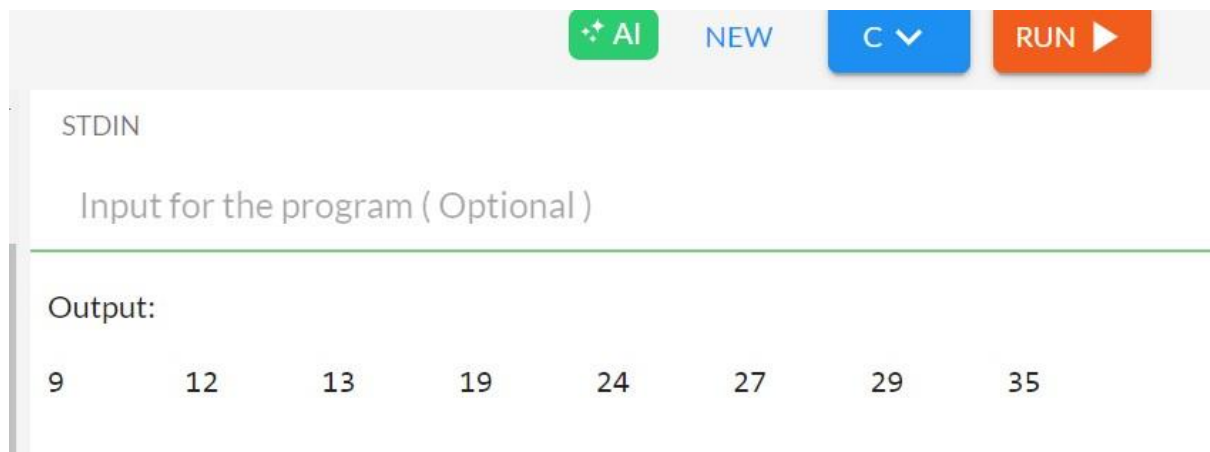 AI NEW C RUN
STDIN
Input for the program ( Optional )
Output:
9 12 13 19 24 27 29 35